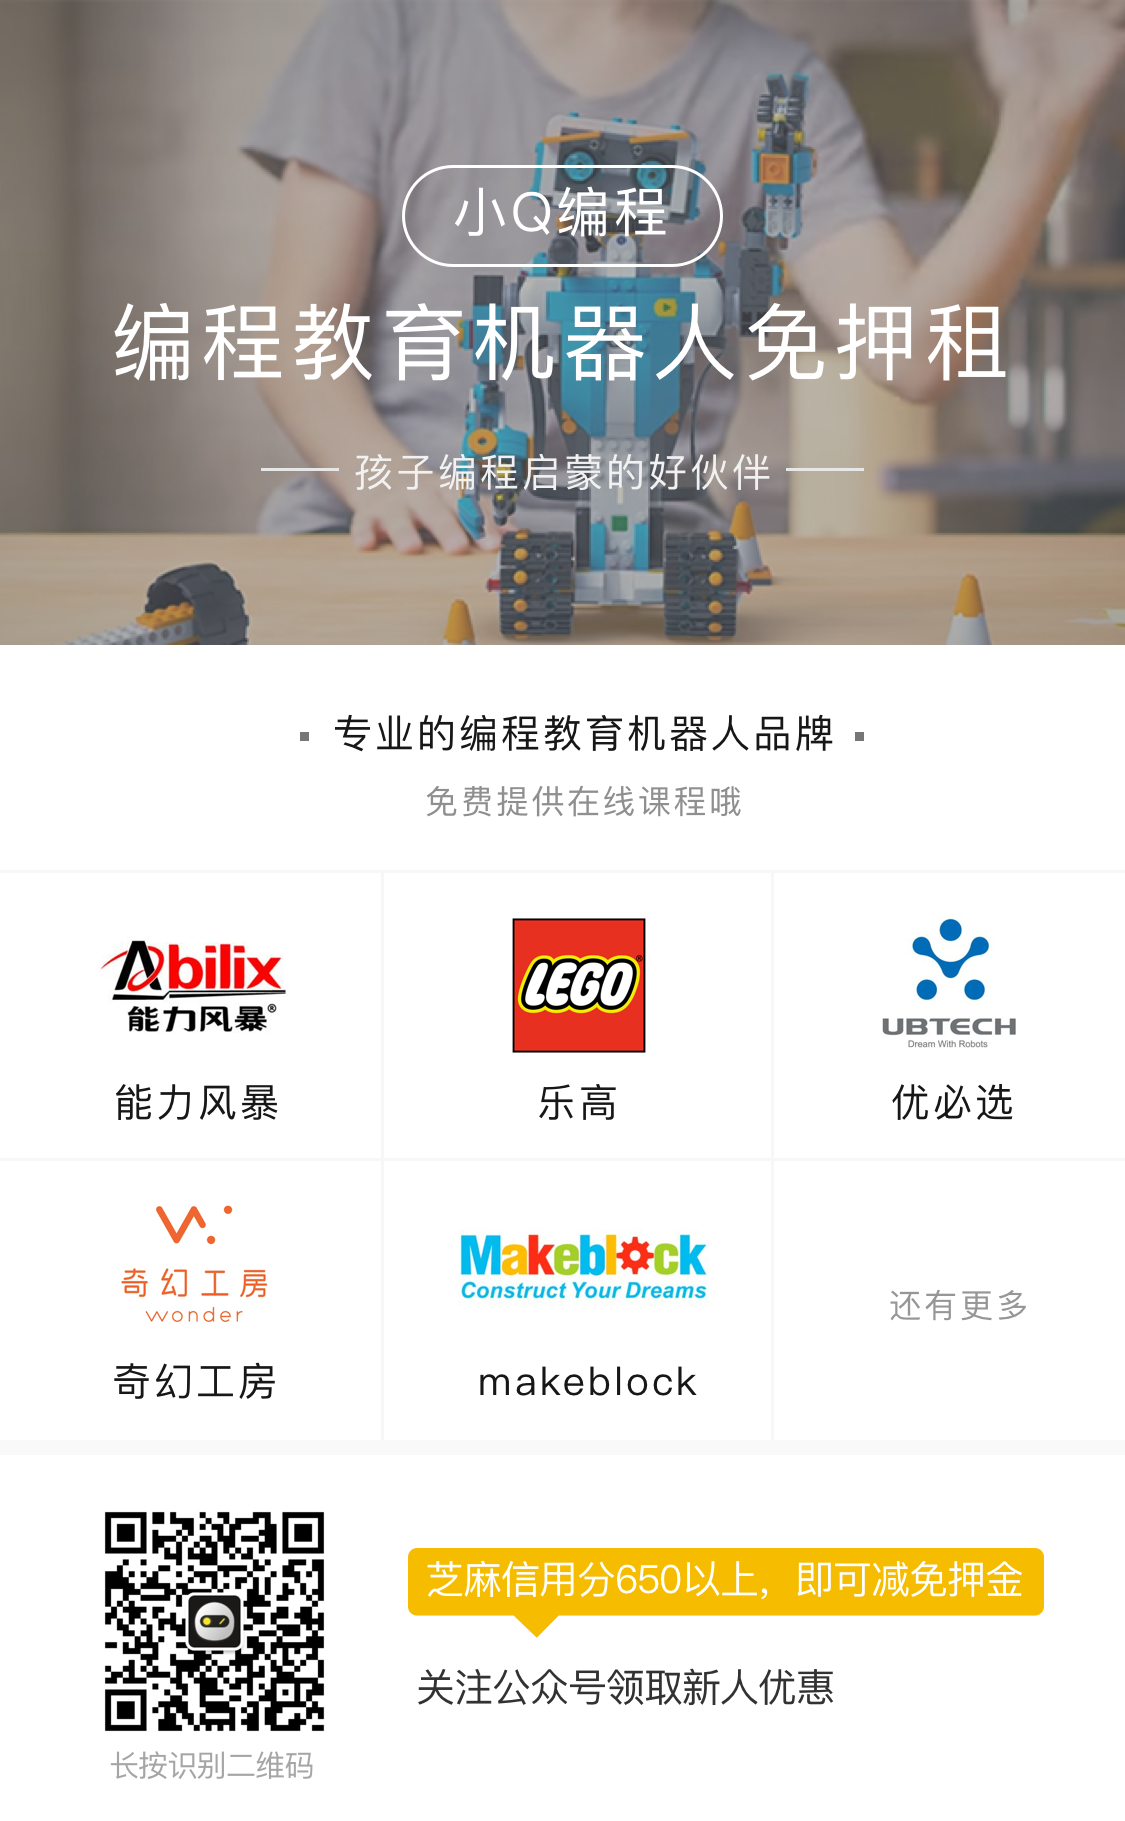 小Q编程
编程教育机器人免押租
孩子编程启蒙的好伙伴
专业的编程教育机器人品牌
免费提供在线课程哦
Abilix
能力风暴®
能力风暴
LEGO®
乐高
UBTECH
Dream With Robots
优必选
奇幻工房
wonder
奇幻工房
Makeblock
Construct Your Dreams
makeblock
还有更多
芝麻信用分650以上，即可减免押金
关注公众号领取新人优惠
长按识别二维码